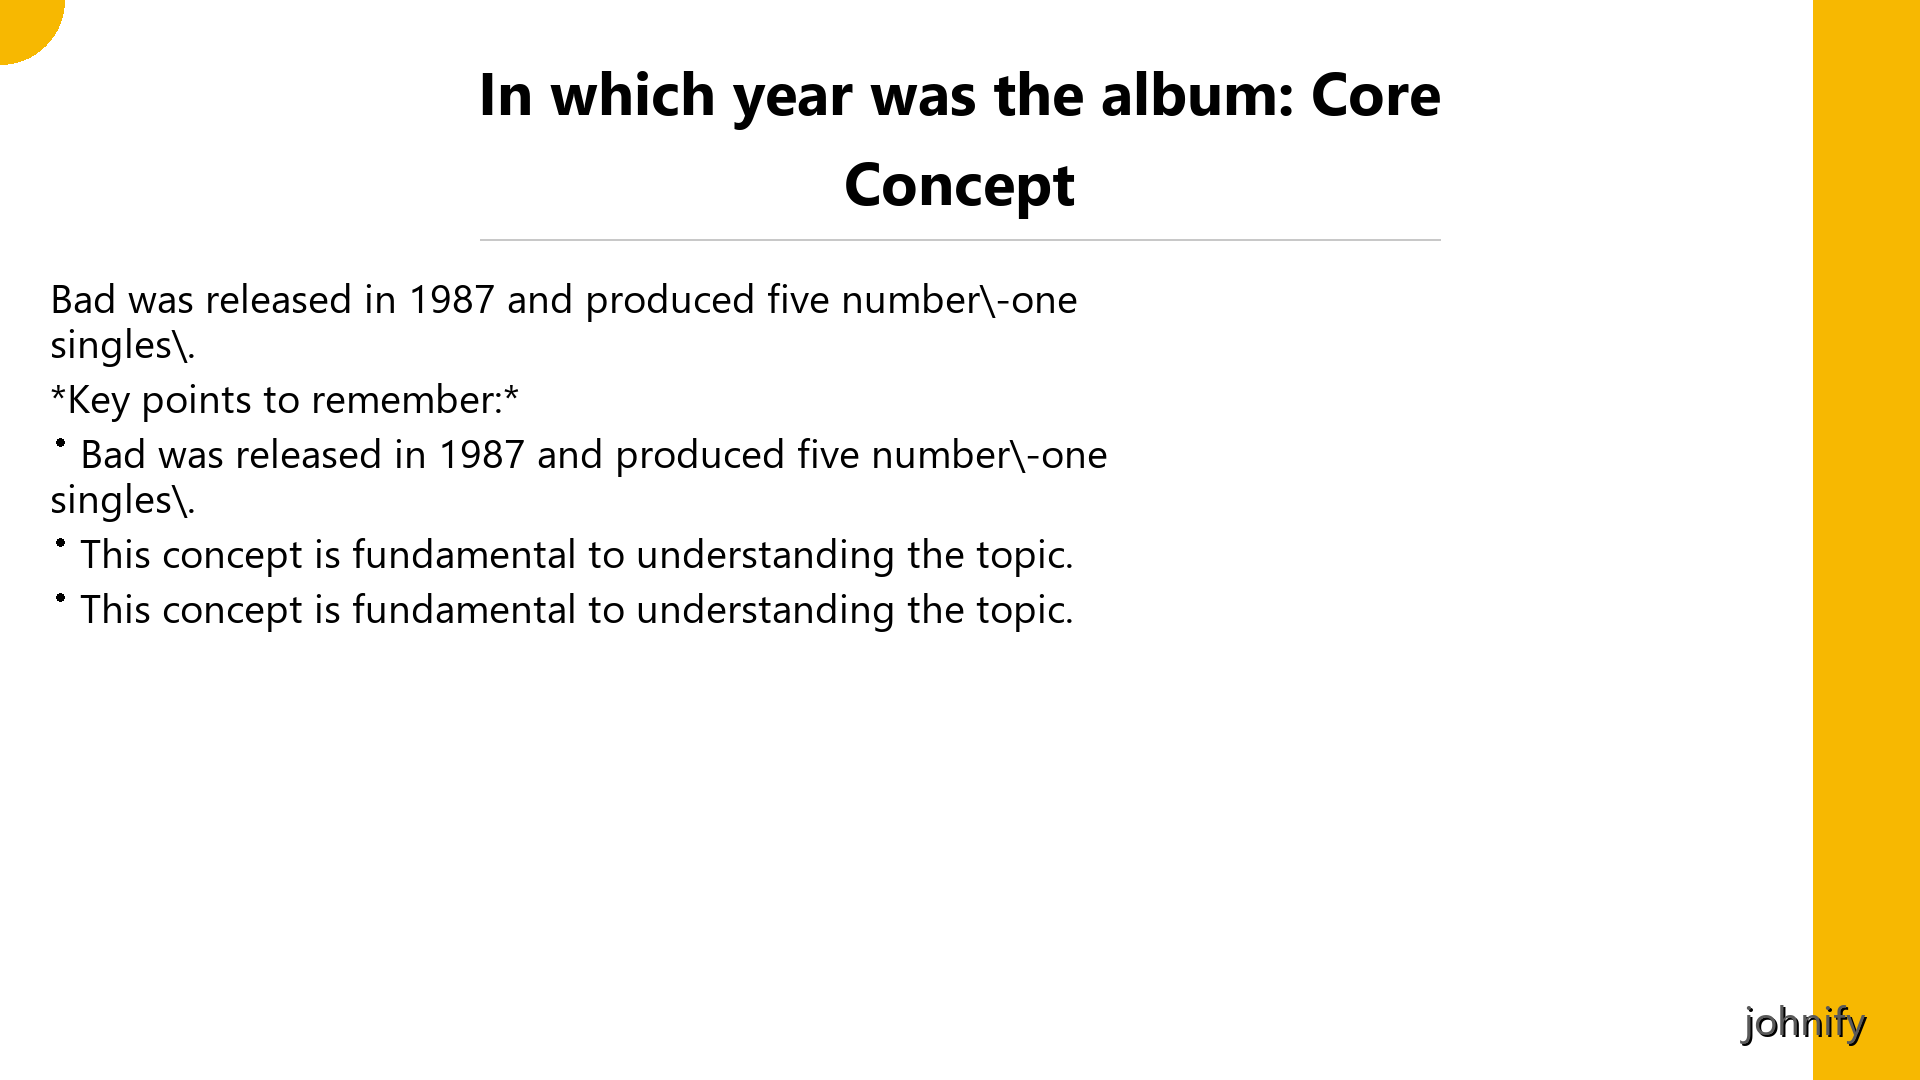 In which year was the album: Core
Concept
Bad was released in 1987 and produced five number\-one
singles\.
*Key points to remember:*
• Bad was released in 1987 and produced five number\-one
singles\.
• This concept is fundamental to understanding the topic.
• This concept is fundamental to understanding the topic.
johnify